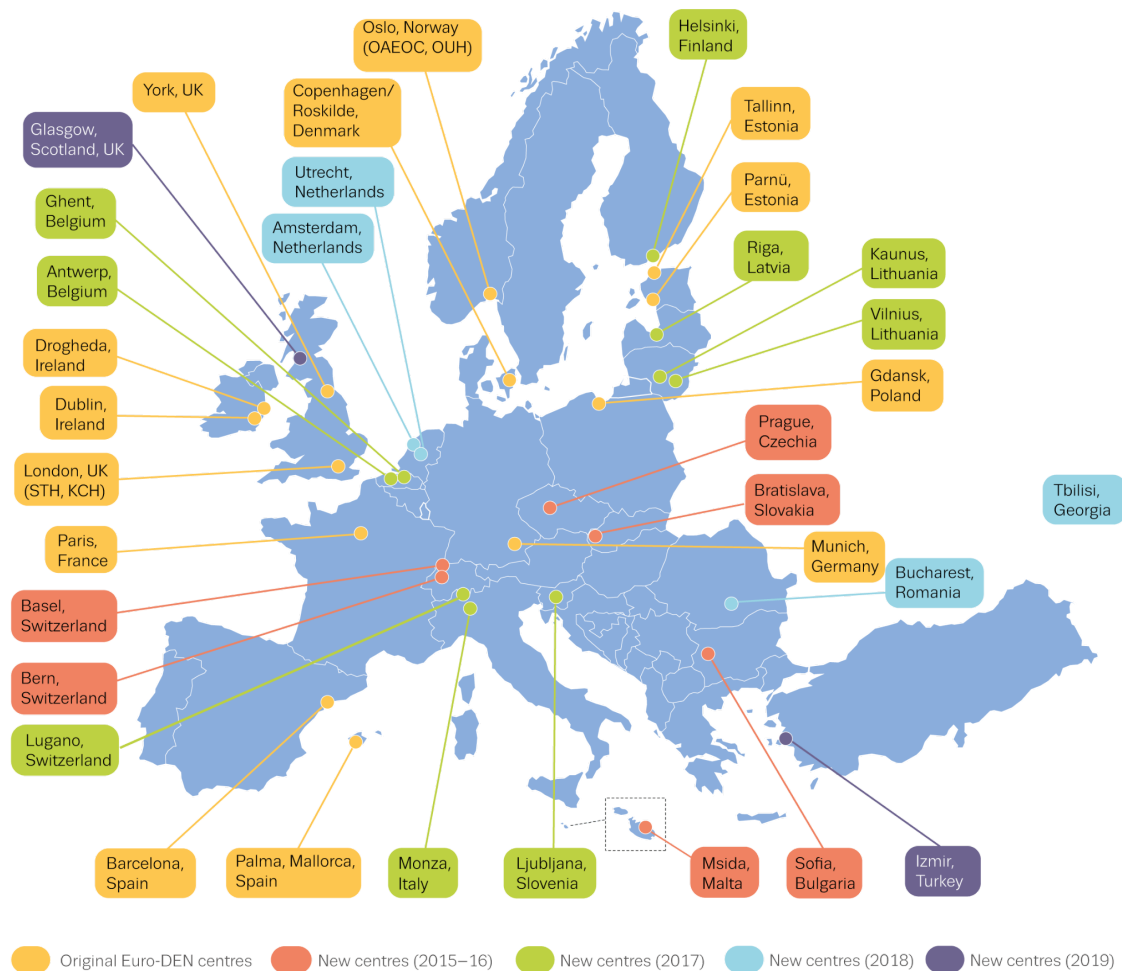 Oslo, Norway
(OAEOC, OUH)
Helsinki,
Finland
York, UK
Copenhagen/
Roskilde,
Denmark
Tallinn,
Estonia
Glasgow,
Scotland, UK
Utrecht,
Netherlands
Parnü,
Estonia
Ghent,
Belgium
Amsterdam,
Netherlands
Riga,
Latvia
Kaunus,
Lithuania
Antwerp,
Belgium
Vilnius,
Lithuania
Drogheda,
Ireland
Gdansk,
Poland
Dublin,
Ireland
Prague,
Czechia
London, UK
(STH, KCH)
Bratislava,
Slovakia
Tbilisi,
Georgia
Paris,
France
Munich,
Germany
Bucharest,
Romania
Basel,
Switzerland
Bern,
Switzerland
Lugano,
Switzerland
Barcelona,
Spain
Palma, Mallorca,
Spain
Monza,
Italy
Ljubljana,
Slovenia
Msida,
Malta
Sofia,
Bulgaria
Izmir,
Turkey
Original Euro-DEN centres
New centres (2015–16)
New centres (2017)
New centres (2018)
New centres (2019)